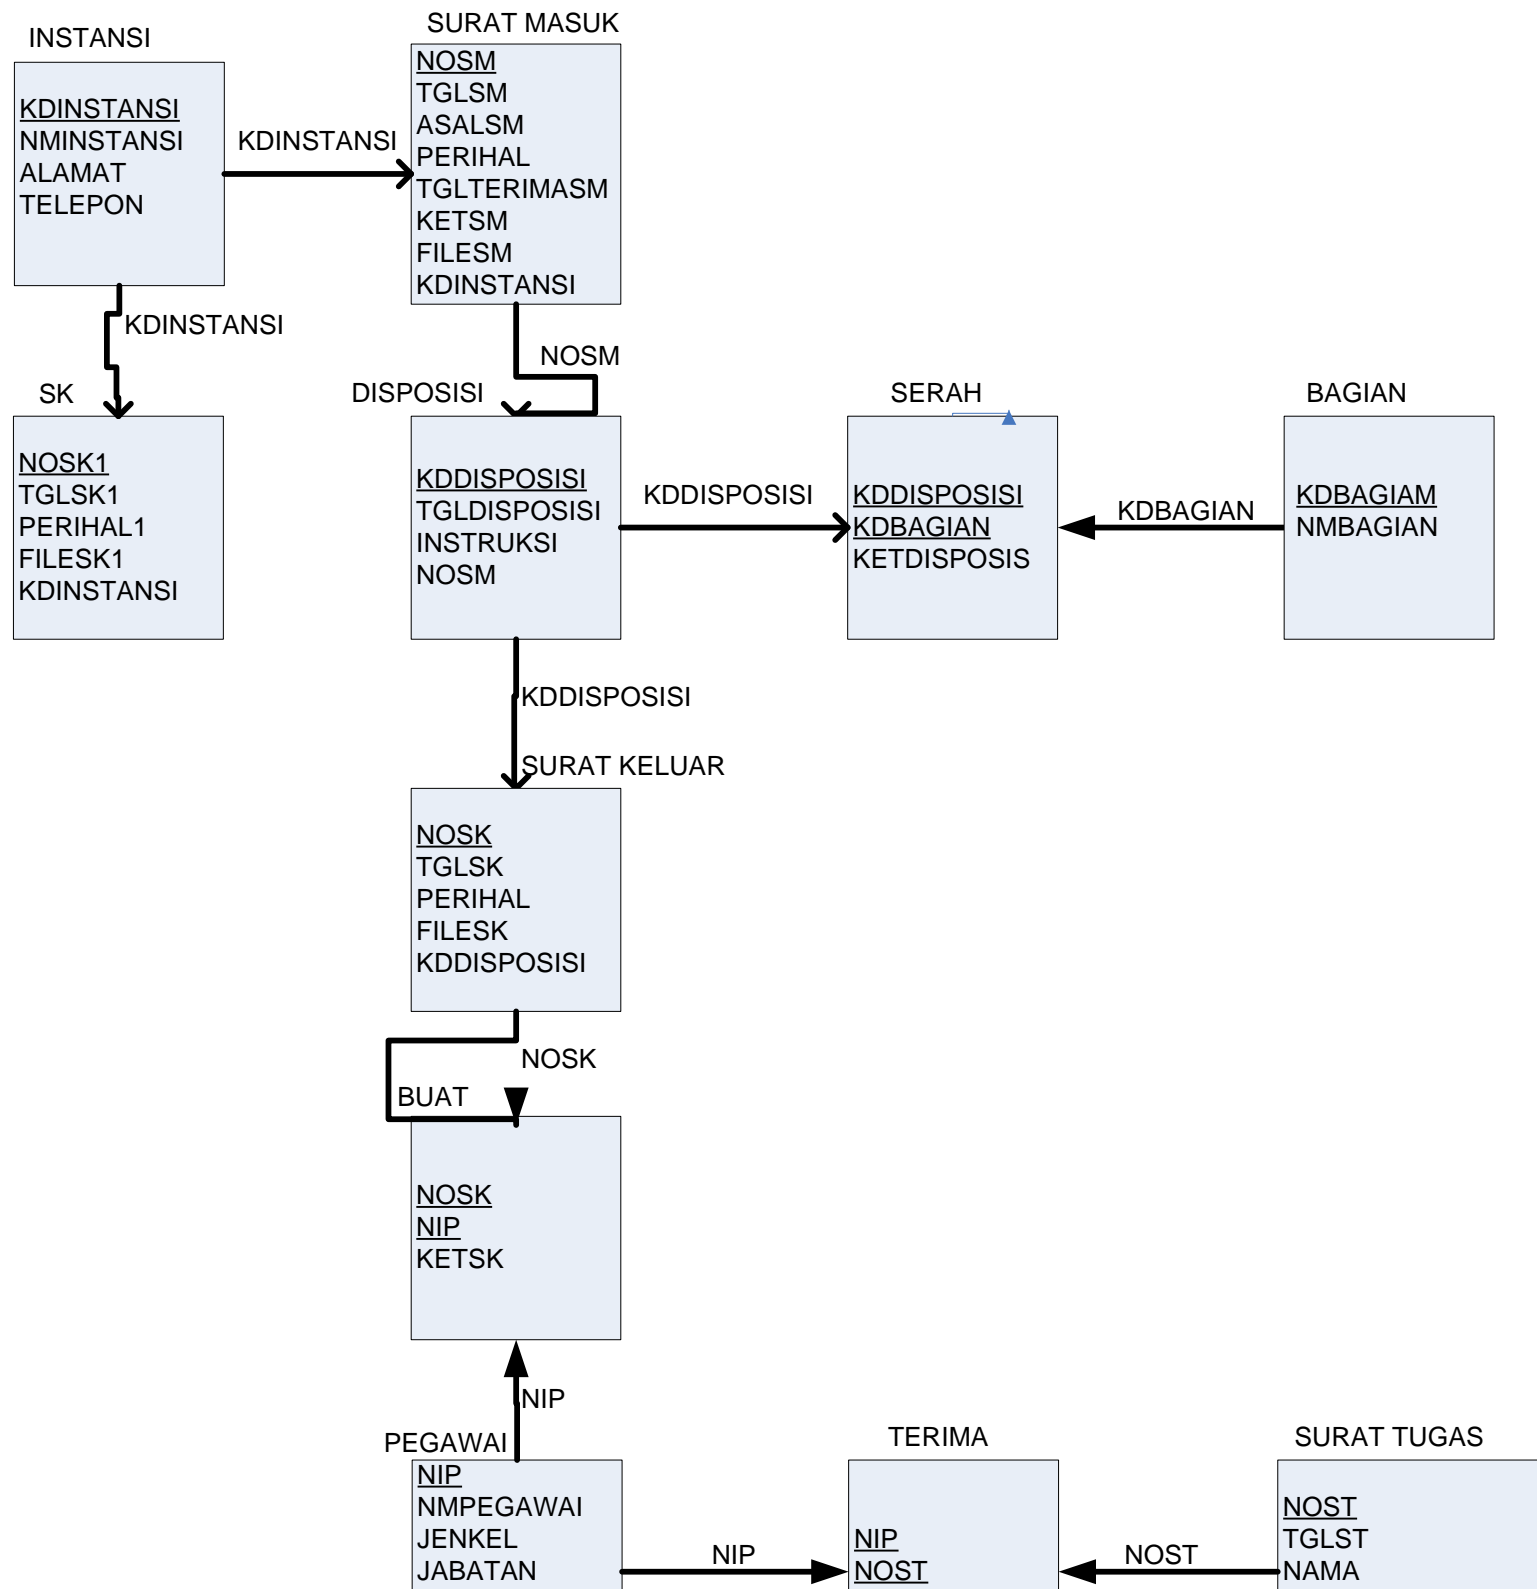 INSTANSI
KDINSTANSI
NMINSTANSI
ALAMAT
TELEPON
KDINSTANSI
SURAT MASUK
NOSM
TGLSM
ASALSM
PERIHAL
TGLTERIMASM
KETSM
FILESM
KDINSTANSI
KDINSTANSI
SK
NOSK1
TGLSK1
PERIHAL1
FILESK1
KDINSTANSI
NOSM
DISPOSISI
KDDISPOSISI
TGLDISPOSISI
INSTRUKSI
NOSM
KDDISPOSISI
SERAH
KDDISPOSISI
KDBAGIAN
KETDISPOSIS
KDBAGIAN
BAGIAN
KDBAGIAM
NMBAGIAN
KDDISPOSISI
SURAT KELUAR
NOSK
TGLSK
PERIHAL
FILESK
KDDISPOSISI
NOSK
BUAT
NOSK
NIP
KETSK
NIP
PEGAWAI
NIP
NMPEGAWAI
JENKEL
JABATAN
NIP
TERIMA
NIP
NOST
NOST
SURAT TUGAS
NOST
TGLST
NAMA